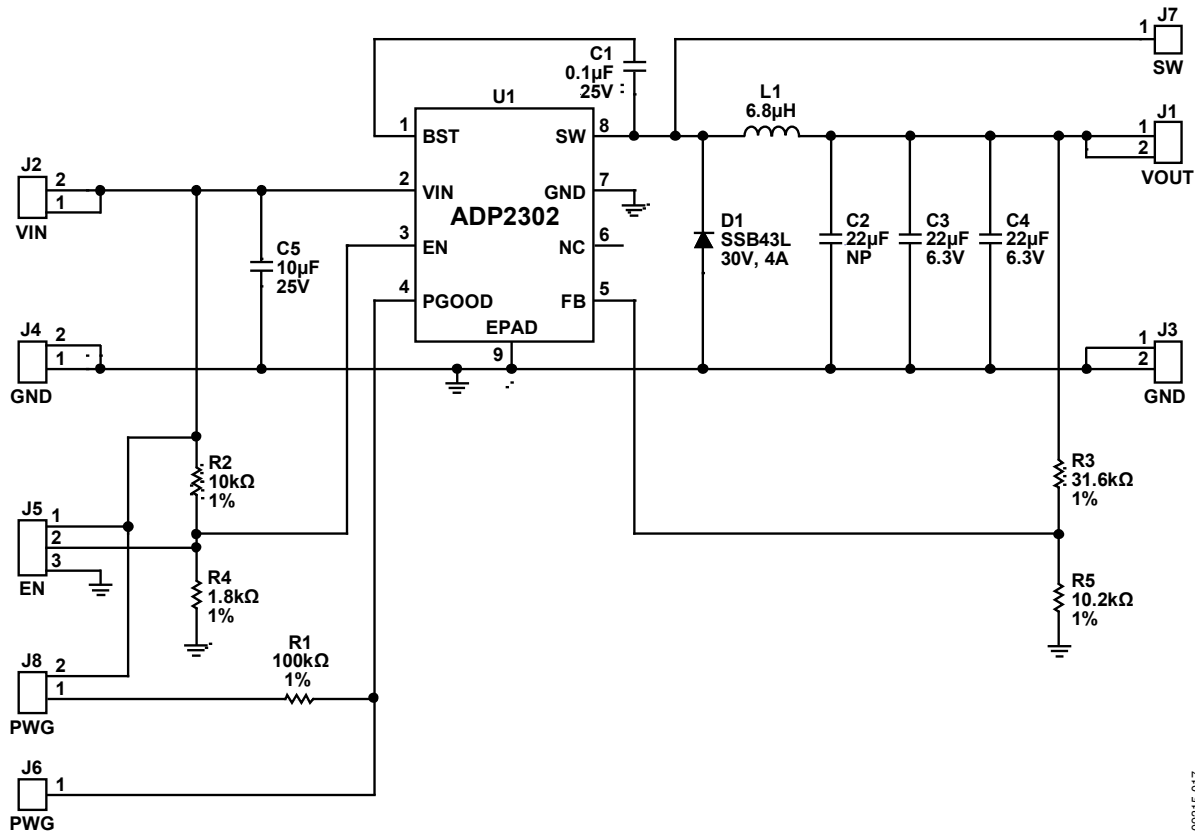 J7
1
SW
C1
0.1µF
25V
L1
6.8µH
U1
1
BST
SW
8
J1
1
2
VOUT
J2
2
1
VIN
2
VIN
GND
7
ADP2302
3
EN
NC
6
4
PGOOD
FB
5
EPAD
9
C5
10µF
25V
D1
SSB43L
30V, 4A
C2
22µF
NP
C3
22µF
6.3V
C4
22µF
6.3V
J4
2
1
GND
J3
1
2
GND
R2
10kΩ
1%
R3
31.6kΩ
1%
J5
1
2
3
EN
R4
1.8kΩ
1%
R5
10.2kΩ
1%
J8
2
1
PWG
R1
100kΩ
1%
J6
1
PWG